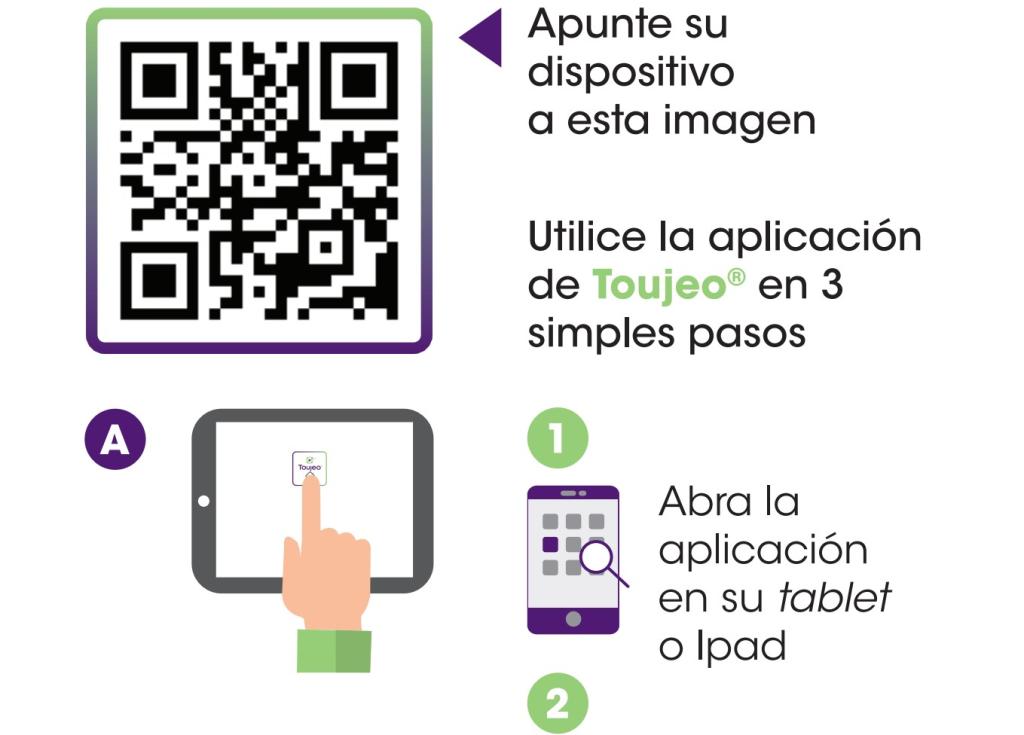 Apunte su
dispositivo
a esta imagen
Utilice la aplicación
de Toujeo® en 3
simples pasos
A
Toujeo
1
Abra la
aplicación
en su tablet
o Ipad
2